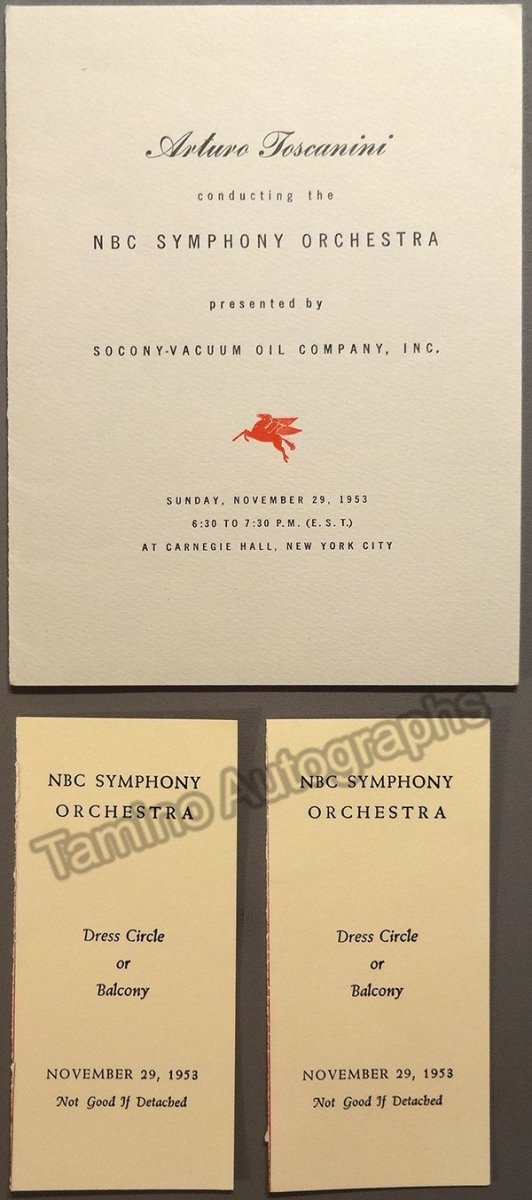 Arturo Toscanini
conducting the
NBC SYMPHONY ORCHESTRA
presented by
SOCONY-VACUUM OIL COMPANY, INC.
SUNDAY, NOVEMBER 29, 1953
6:30 TO 7:30 P.M. (E.S.T.)
AT CARNEGIE HALL, NEW YORK CITY
NBC SYMPHONY
ORCHESTRA
Dress Circle
or
Balcony
NOVEMBER 29, 1953
Not Good If Detached
NBC SYMPHONY
ORCHESTRA
Dress Circle
or
Balcony
NOVEMBER 29, 1953
Not Good If Detached
Tamino Autographs